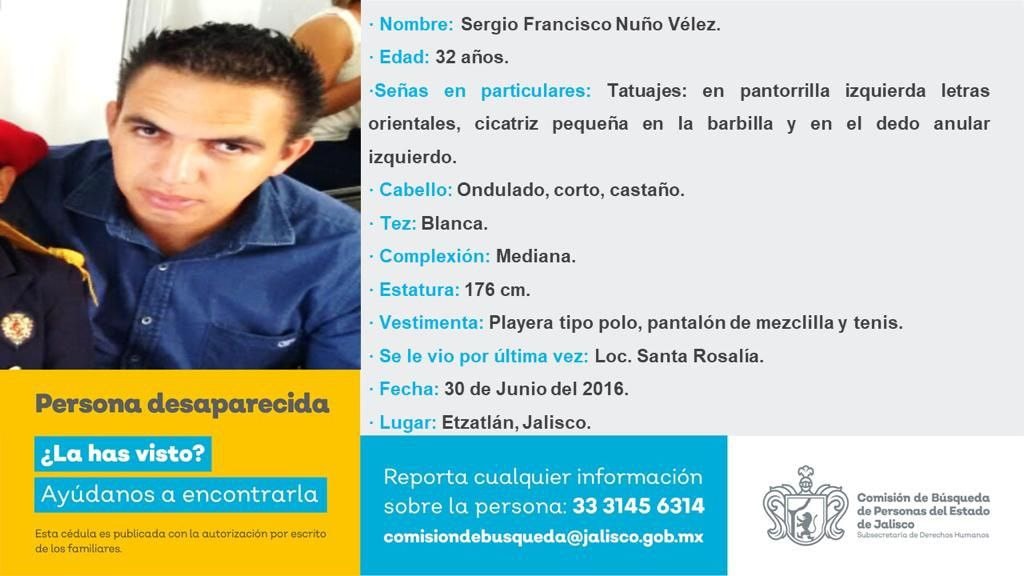 · Nombre: Sergio Francisco Nuño Vélez.
· Edad: 32 años.
·Señas en particulares: Tatuajes: en pantorrilla izquierda letras
orientales, cicatriz pequeña en la barbilla y en el dedo anular
izquierdo.
· Cabello: Ondulado, corto, castaño.
· Tez: Blanca.
· Complexión: Mediana.
· Estatura: 176 cm.
· Vestimenta: Playera tipo polo, pantalón de mezclilla y tenis.
· Se le vio por última vez: Loc. Santa Rosalía.
· Fecha: 30 de Junio del 2016.
· Lugar: Etzatlán, Jalisco.
Persona desaparecida
¿La has visto?
Ayúdanos a encontrarla
Esta cédula es publicada con la autorización por escrito
de los familiares.
Reporta cualquier información
sobre la persona: 33 3145 6314
comisiondebusqueda@jalisco.gob.mx
Comisión de Búsqueda
de Personas del Estado
de Jalisco
Subsecretaría de Derechos Humanos